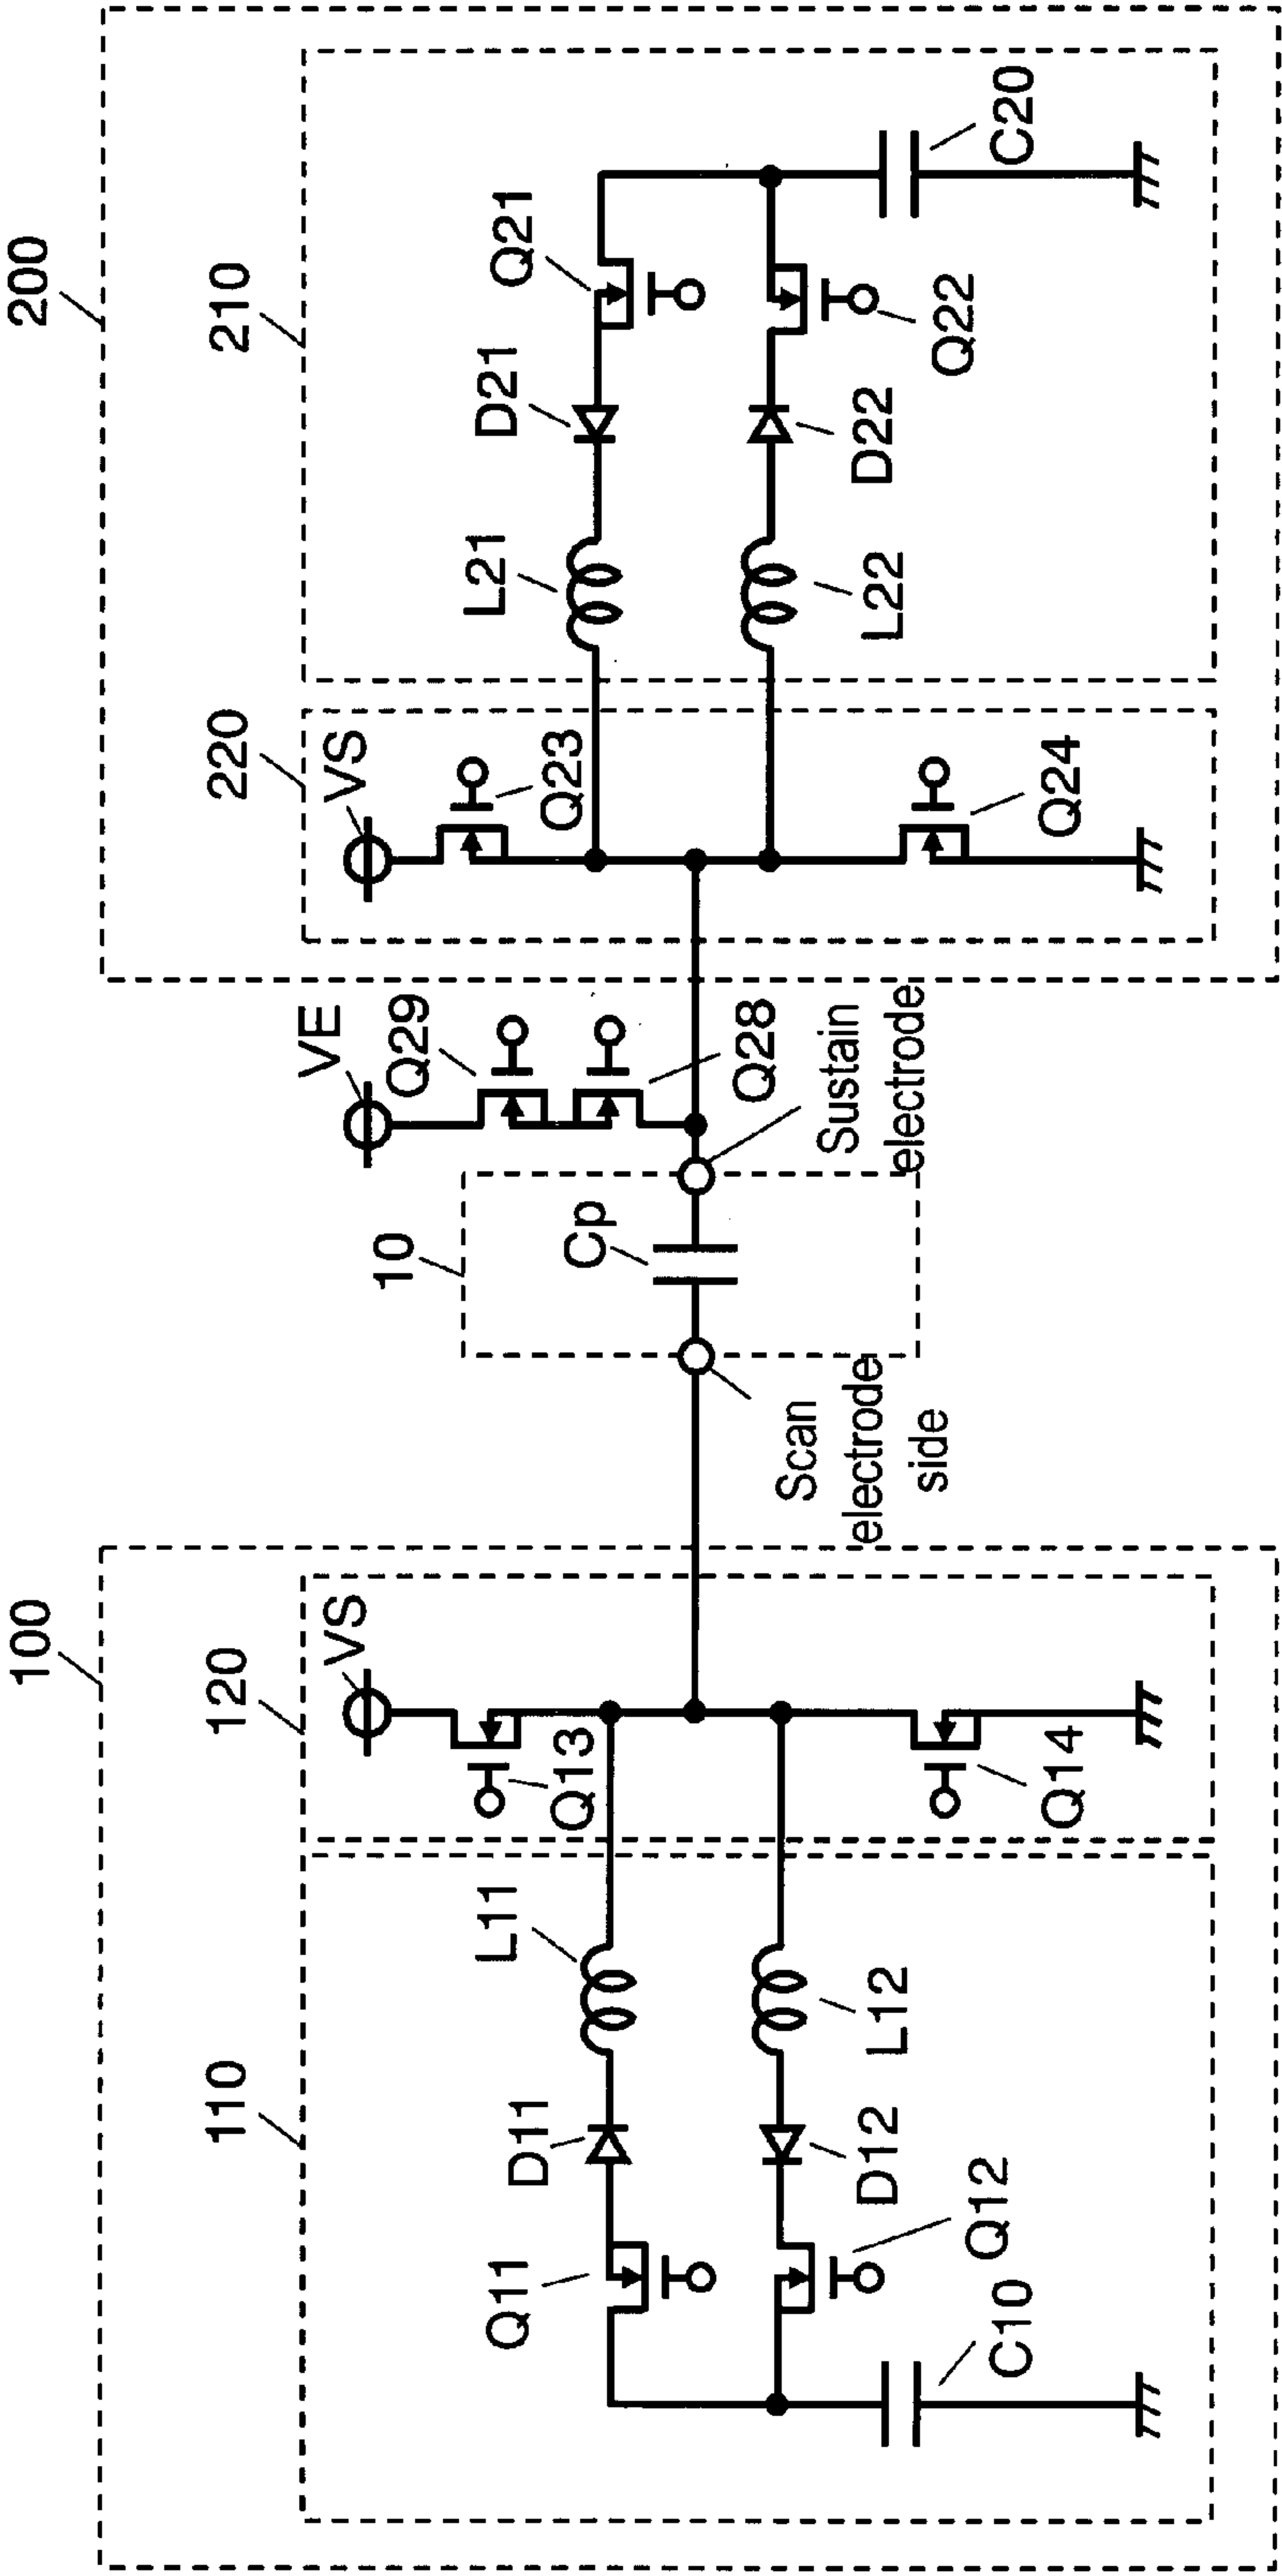 100
200
110
120
VS
10
VE
220
VS
210
Q11
D11
L11
Q13
Cp
Q29
Q23
L21
D21
Q21
Q12
D12
L12
Q14
Scan
electrode
side
Sustain
electrode
Q28
Q24
L22
D22
Q22
C10
C20